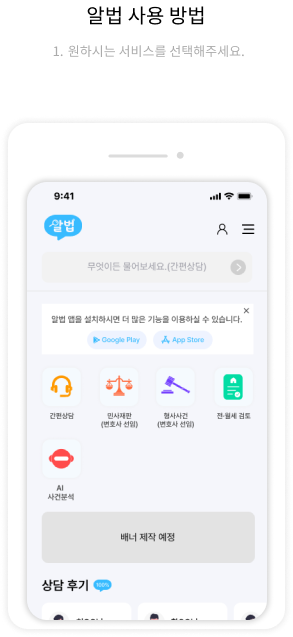 알법 사용 방법
1. 원하시는 서비스를 선택해주세요.
9:41
알법
무엇이든 물어보세요.(간편상담)
알법 앱을 설치하시면 더 많은 기능을 이용하실 수 있습니다.
Google Play
App Store
간편상담
민사재판
(변호사 선임)
형사사건
(변호사 선임)
전·월세 검토
AI
사건분석
배너 제작 예정
상담 후기
100%